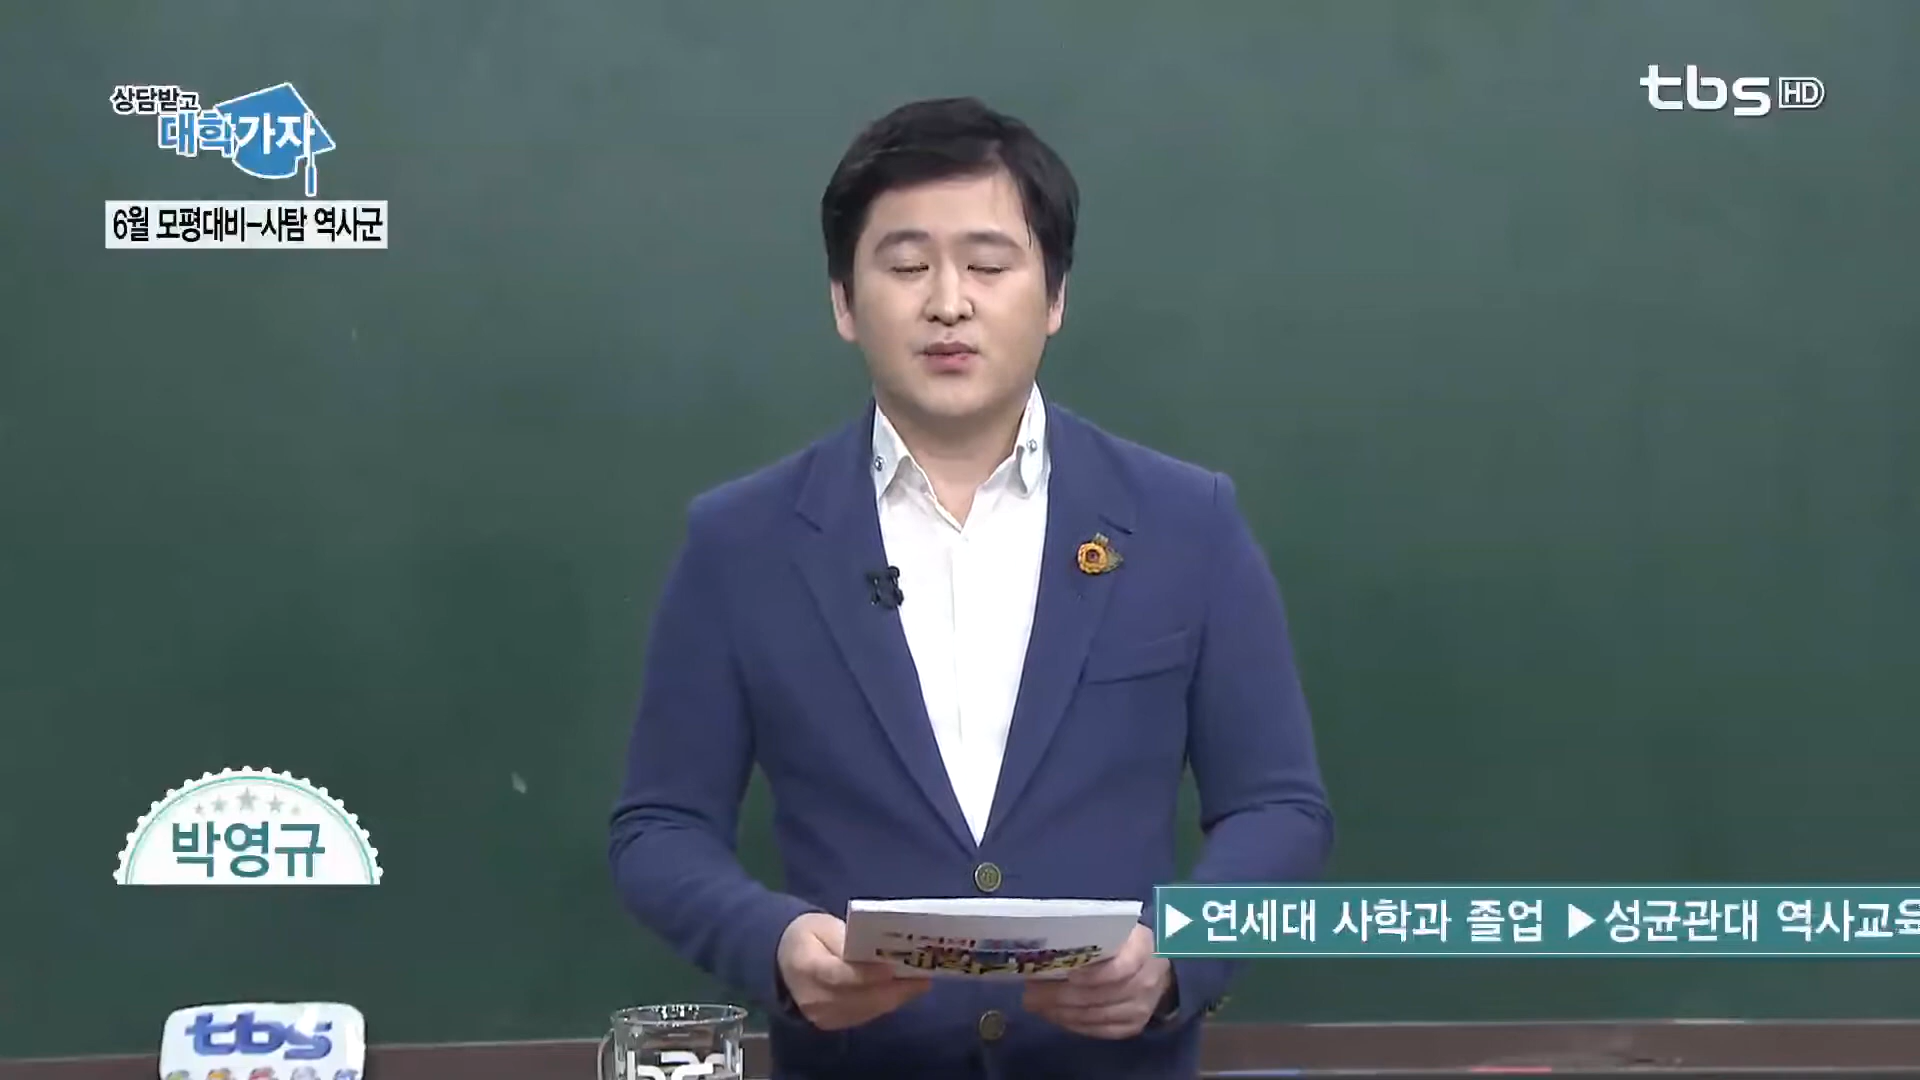 상담받고
대학가자
6월 모평대비-사탐 역사군
tbs HD
박영규
▶연세대 사학과 졸업 ▶성균관대 역사교육
tbs